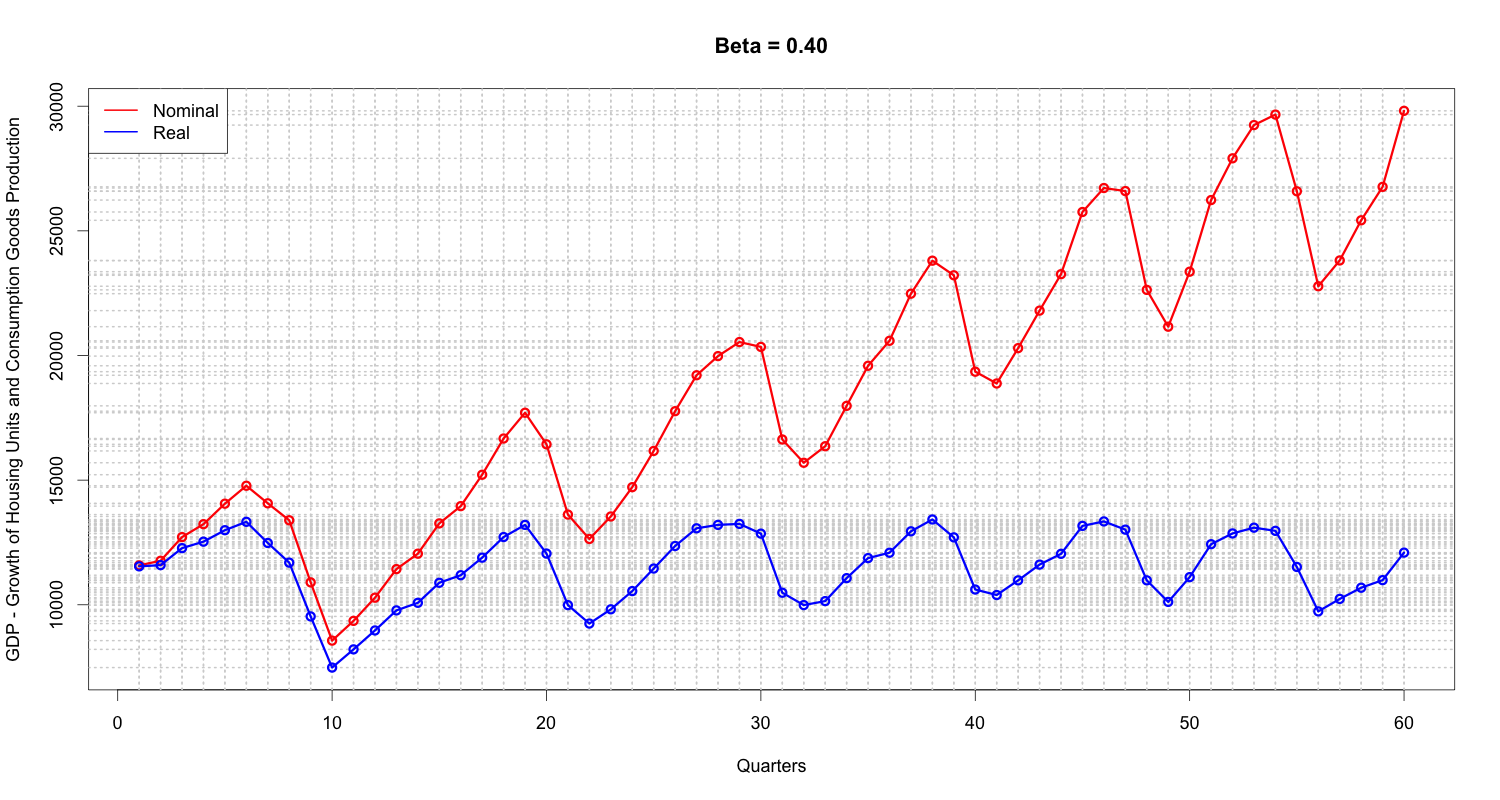 Beta = 0.40
Nominal
Real
GDP - Growth of Housing Units and Consumption Goods Production
30000
25000
20000
15000
10000
0 10 20 30 40 50 60
Quarters